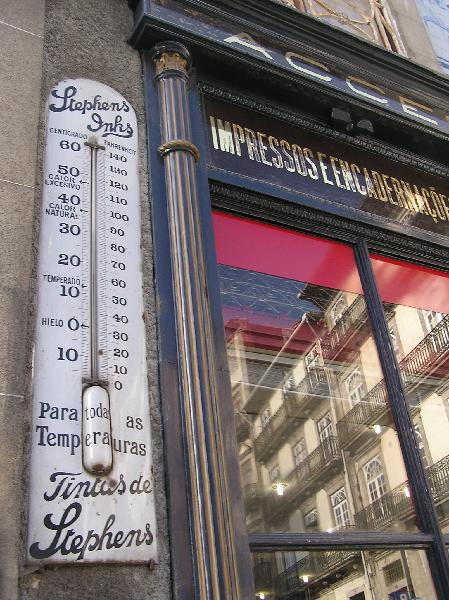 Stephens
Inks
CENTIGRADO FAHRENHEIT
60 140
130
50 120
CALOR
EXCESIVO
110
40 100
CALOR
NATURAL
30 90
80
20 70
TEMPERADO
60
10 50
40
HIELO 0 30
20
10 10
0
Para todas as
Temperaturas
Tintas de
Stephens
ACCE
IMPRESSOS E ENCADERNAÇÕE